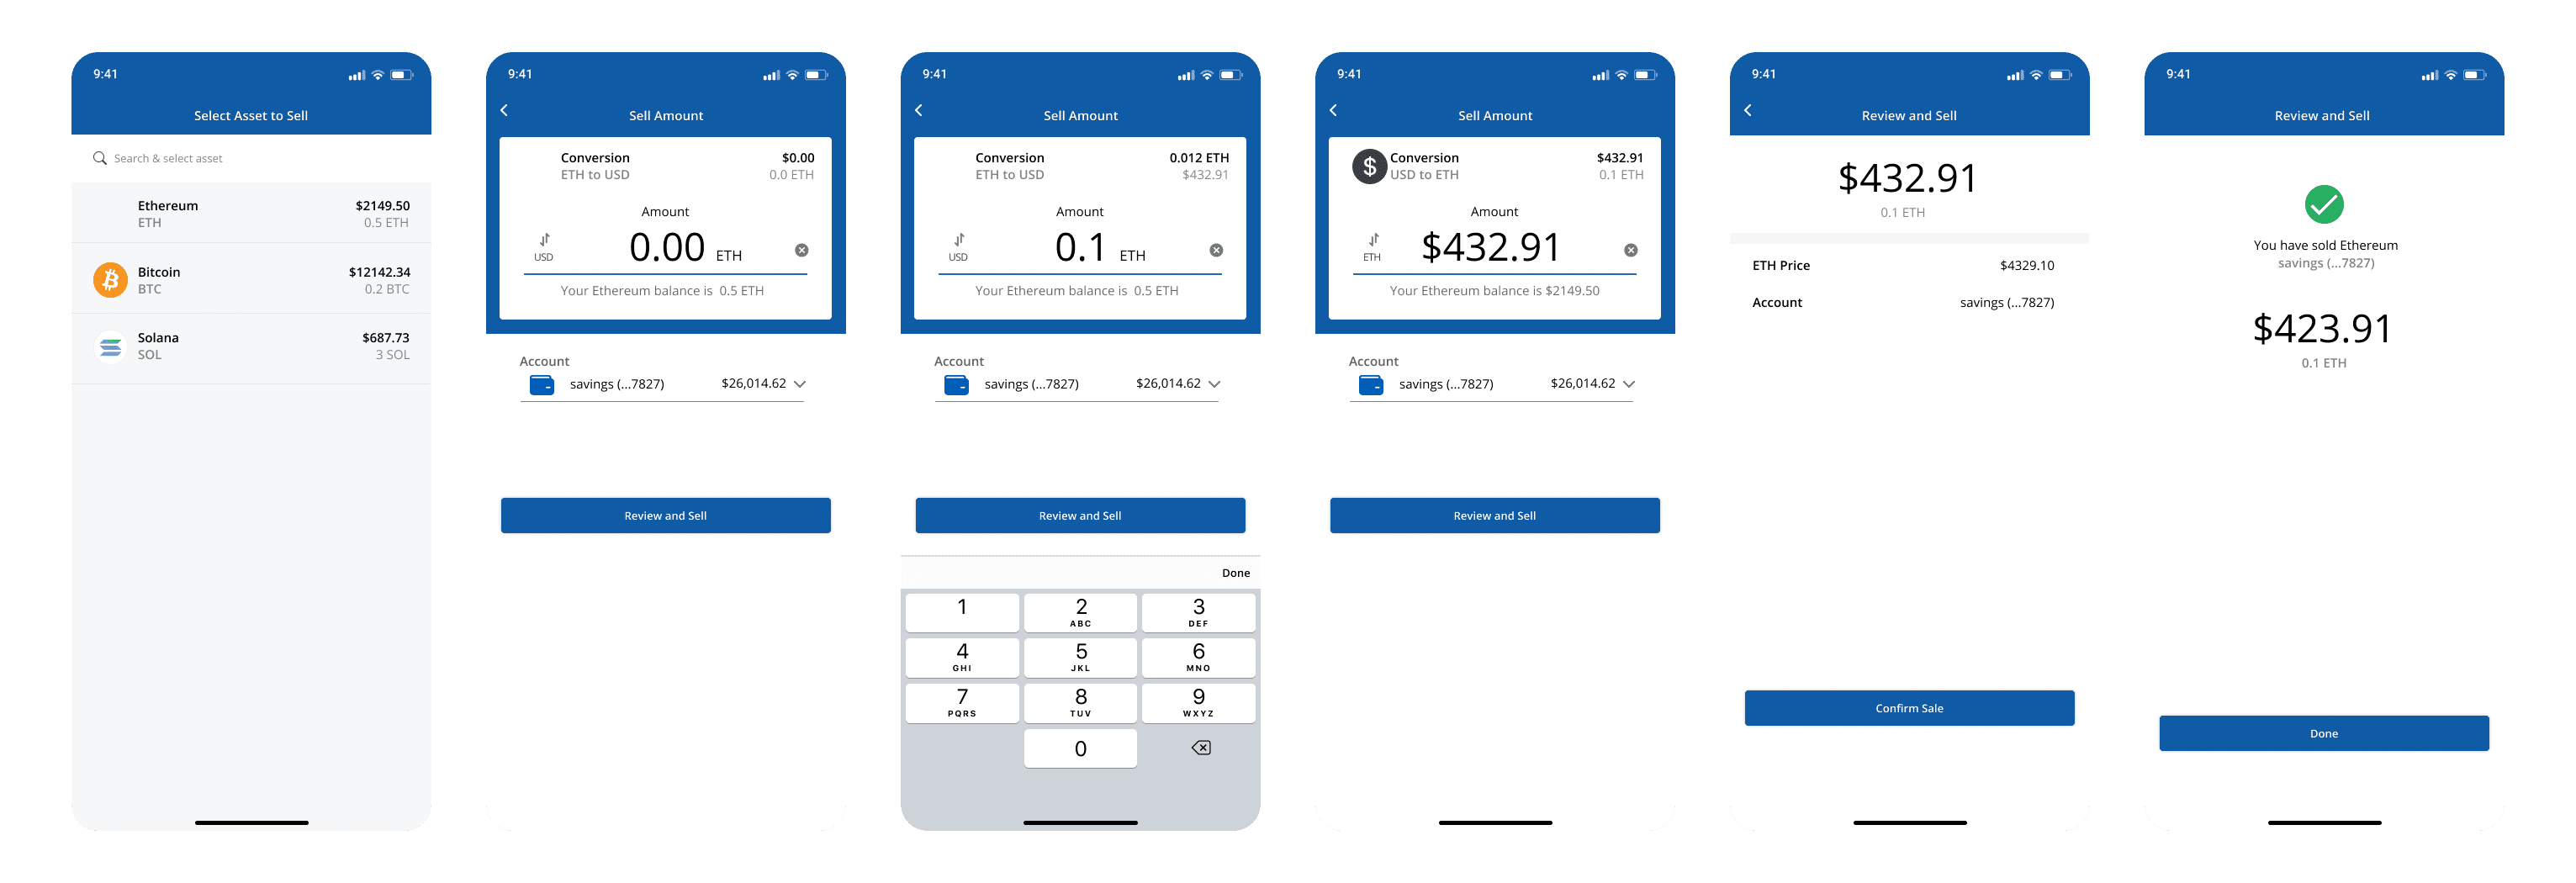 9:41
Select Asset to Sell
Search & select asset
Ethereum $2149.50
ETH 0.5 ETH
Bitcoin $12142.34
BTC 0.2 BTC
Solana $687.73
SOL 3 SOL
9:41
Sell Amount
Conversion $0.00
ETH to USD 0.0 ETH
Amount
USD 0.00 ETH
Your Ethereum balance is 0.5 ETH
Account
savings (...7827) $26,014.62
Review and Sell
9:41
Sell Amount
Conversion 0.012 ETH
ETH to USD $432.91
Amount
USD 0.1 ETH
Your Ethereum balance is 0.5 ETH
Account
savings (...7827) $26,014.62
Review and Sell
Done
1 2 3
ABC DEF
4 5 6
GHI JKL MNO
7 8 9
PQRS TUV WXYZ
0
9:41
Sell Amount
$ Conversion $432.91
USD to ETH 0.1 ETH
Amount
ETH $432.91
Your Ethereum balance is $2149.50
Account
savings (...7827) $26,014.62
Review and Sell
9:41
Review and Sell
$432.91
0.1 ETH
ETH Price $4329.10
Account savings (...7827)
Confirm Sale
9:41
Review and Sell
You have sold Ethereum
savings (...7827)
$423.91
0.1 ETH
Done